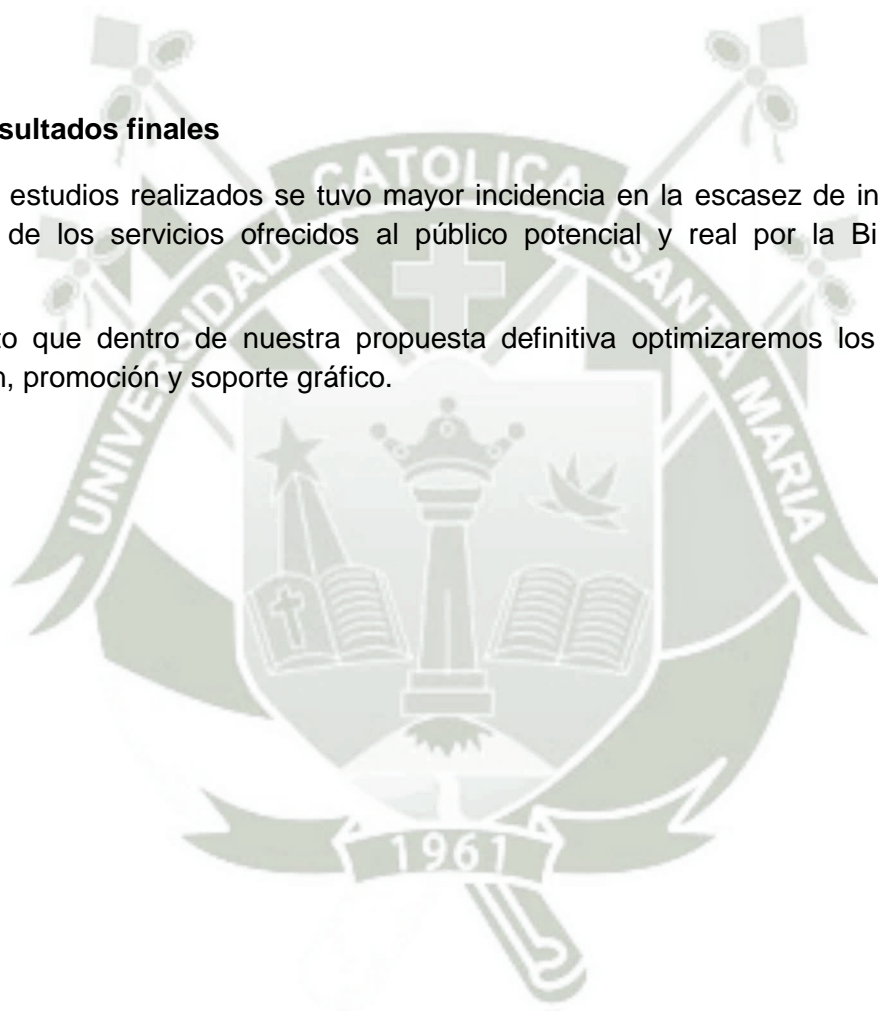 sultados finales
estudios realizados se tuvo mayor incidencia en la escasez de in
de los servicios ofrecidos al público potencial y real por la Bi
to que dentro de nuestra propuesta definitiva optimizaremos los
n, promoción y soporte gráfico.
UNIVERSIDAD CATOLICA SANTA MARIA
1961